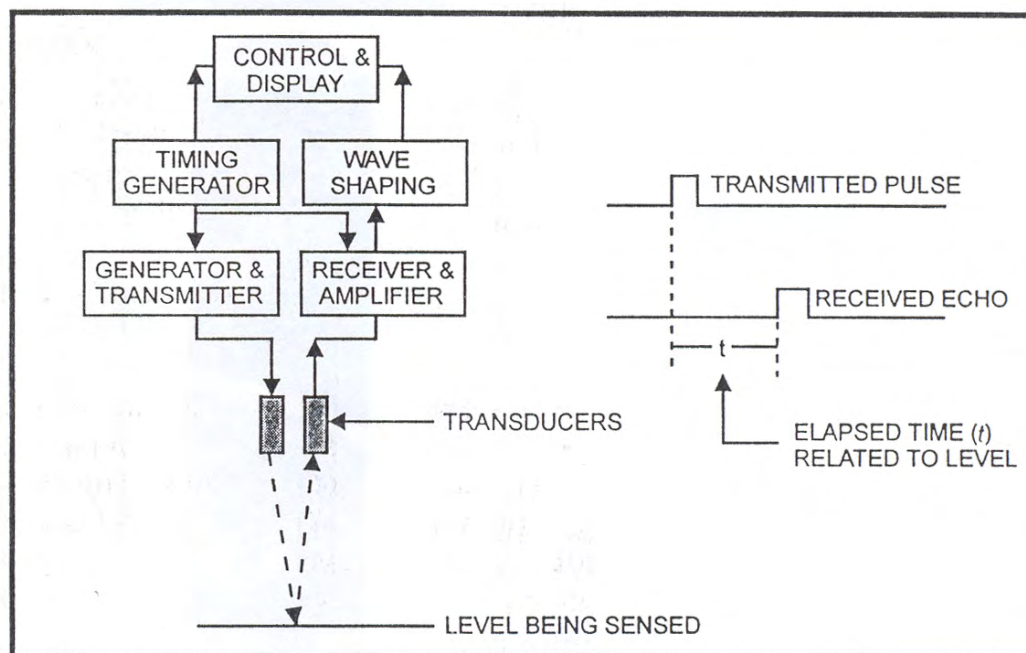 CONTROL &
DISPLAY
TIMING
GENERATOR
WAVE
SHAPING
GENERATOR &
TRANSMITTER
RECEIVER &
AMPLIFIER
TRANSDUCERS
LEVEL BEING SENSED
TRANSMITTED PULSE
RECEIVED ECHO
t
ELAPSED TIME (t)
RELATED TO LEVEL